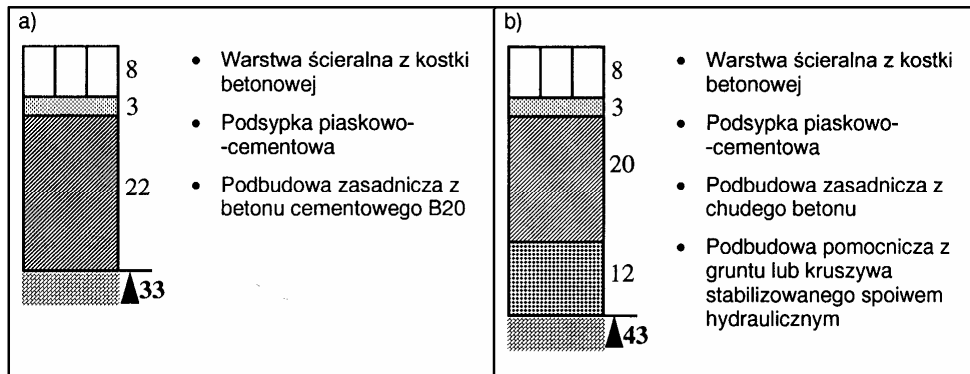 a)
8
3
22
33
• Warstwa ścieralna z kostki
betonowej
• Podsypka piaskowo-
-cementowa
• Podbudowa zasadnicza z
betonu cementowego B20
b)
8
3
20
12
43
• Warstwa ścieralna z kostki
betonowej
• Podsypka piaskowo-
-cementowa
• Podbudowa zasadnicza z
chudego betonu
• Podbudowa pomocnicza z
gruntu lub kruszywa
stabilizowanego spoiwem
hydraulicznym